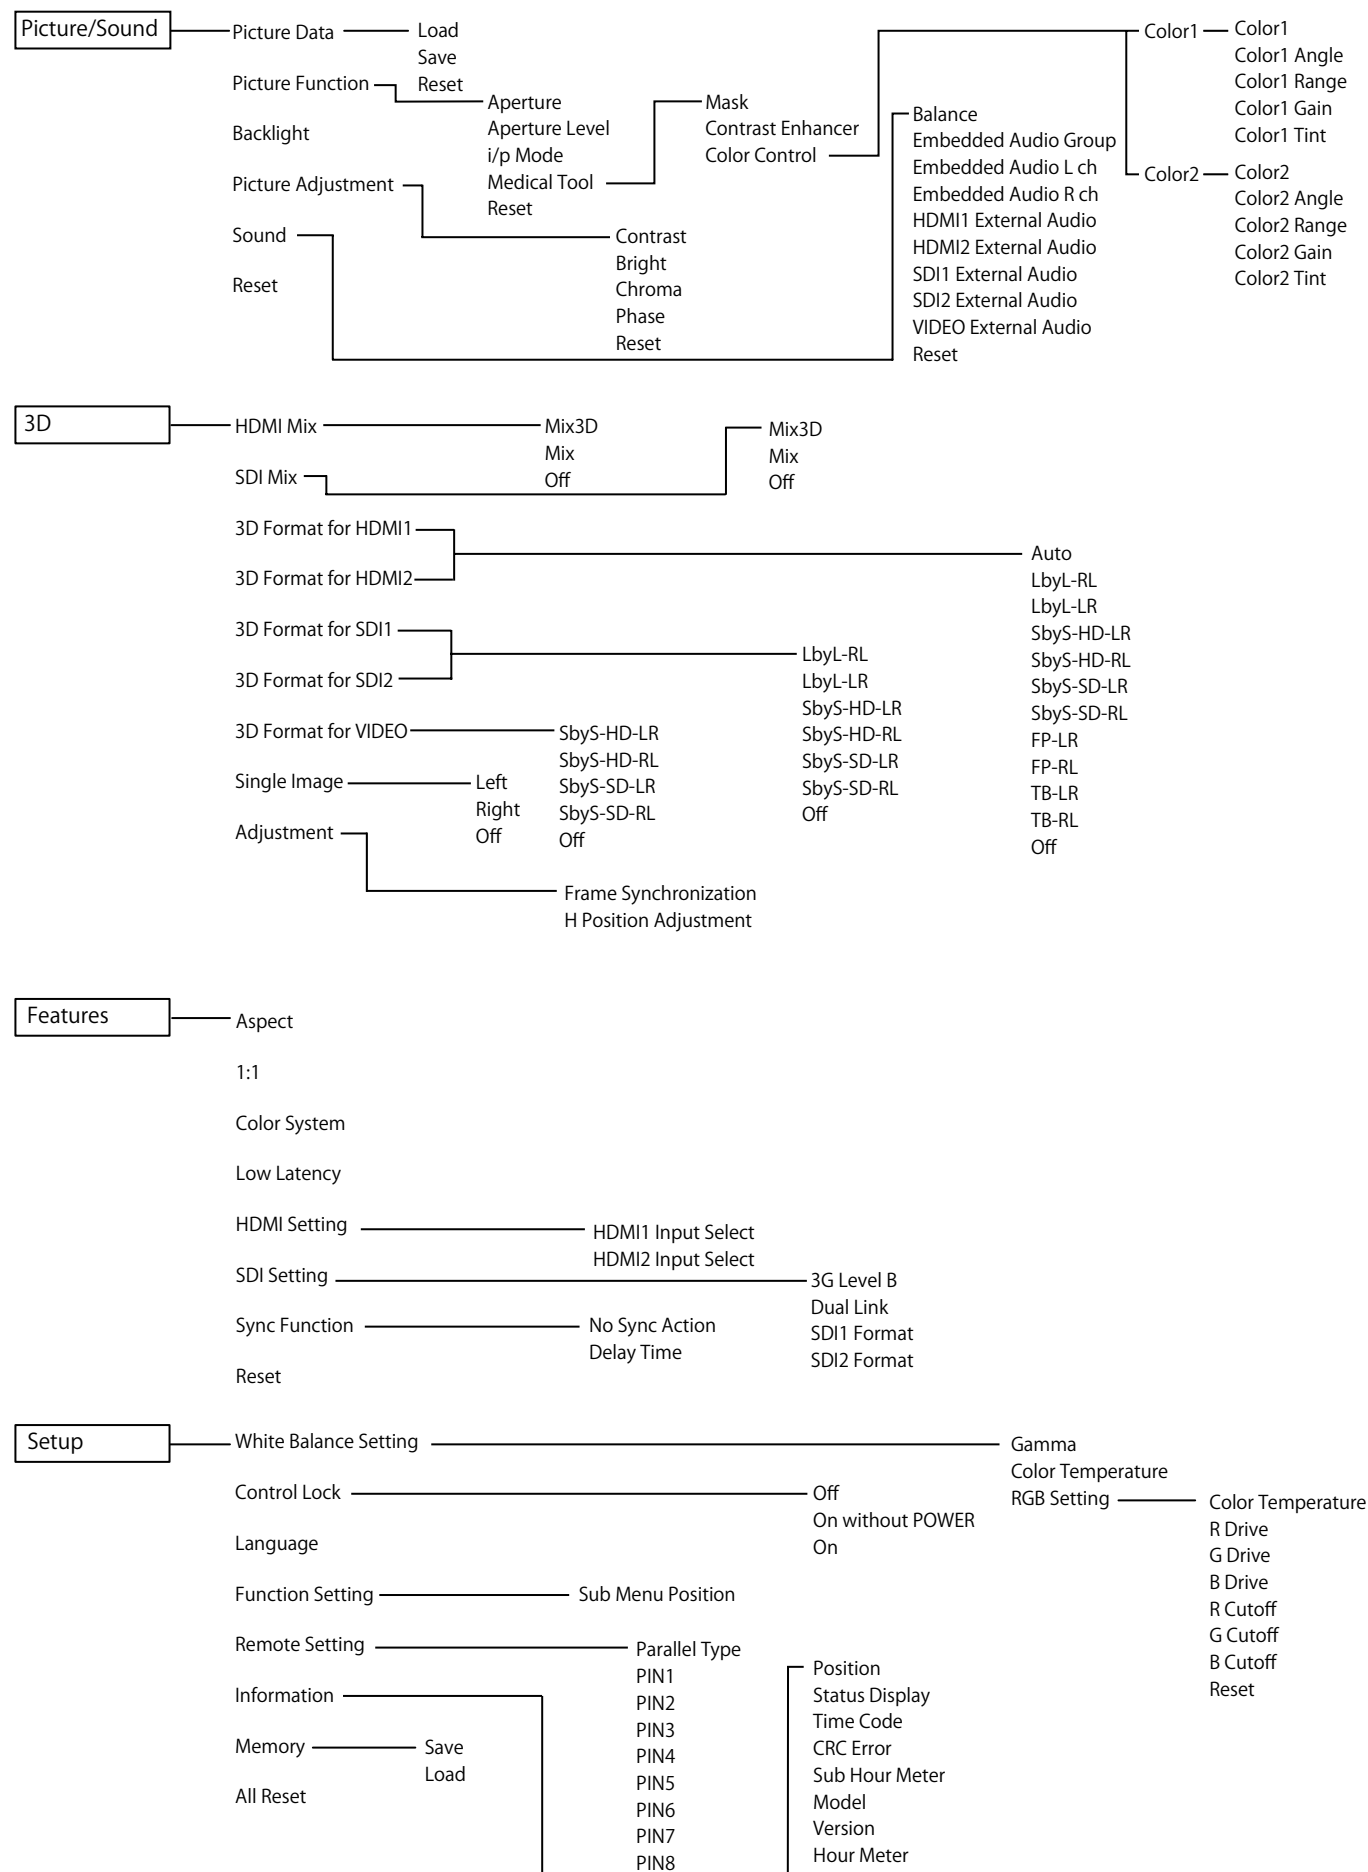 Picture/Sound
Picture Data
Load
Save
Reset
Picture Function
Aperture
Aperture Level
i/p Mode
Medical Tool
Reset
Mask
Contrast Enhancer
Color Control
Color1
Color1
Color1 Angle
Color1 Range
Color1 Gain
Color1 Tint
Color2
Color2
Color2 Angle
Color2 Range
Color2 Gain
Color2 Tint
Backlight
Picture Adjustment
Contrast
Bright
Chroma
Phase
Reset
Sound
Balance
Embedded Audio Group
Embedded Audio L ch
Embedded Audio R ch
HDMI1 External Audio
HDMI2 External Audio
SDI1 External Audio
SDI2 External Audio
VIDEO External Audio
Reset
Reset
3D
HDMI Mix
Mix3D
Mix
Off
SDI Mix
Mix3D
Mix
Off
3D Format for HDMI1
3D Format for HDMI2
Auto
LbyL-RL
LbyL-LR
SbyS-HD-LR
SbyS-HD-RL
SbyS-SD-LR
SbyS-SD-RL
FP-LR
FP-RL
TB-LR
TB-RL
Off
3D Format for SDI1
3D Format for SDI2
LbyL-RL
LbyL-LR
SbyS-HD-LR
SbyS-HD-RL
SbyS-SD-LR
SbyS-SD-RL
Off
3D Format for VIDEO
SbyS-HD-LR
SbyS-HD-RL
SbyS-SD-LR
SbyS-SD-RL
Off
Single Image
Left
Right
Off
Adjustment
Frame Synchronization
H Position Adjustment
Features
Aspect
1:1
Color System
Low Latency
HDMI Setting
HDMI1 Input Select
HDMI2 Input Select
SDI Setting
3G Level B
Dual Link
SDI1 Format
SDI2 Format
Sync Function
No Sync Action
Delay Time
Reset
Setup
White Balance Setting
Gamma
Color Temperature
RGB Setting
Color Temperature
R Drive
G Drive
B Drive
R Cutoff
G Cutoff
B Cutoff
Reset
Control Lock
Off
On without POWER
On
Language
Function Setting
Sub Menu Position
Remote Setting
Parallel Type
PIN1
PIN2
PIN3
PIN4
PIN5
PIN6
PIN7
PIN8
Information
Position
Status Display
Time Code
CRC Error
Sub Hour Meter
Model
Version
Hour Meter
Memory
Save
Load
All Reset